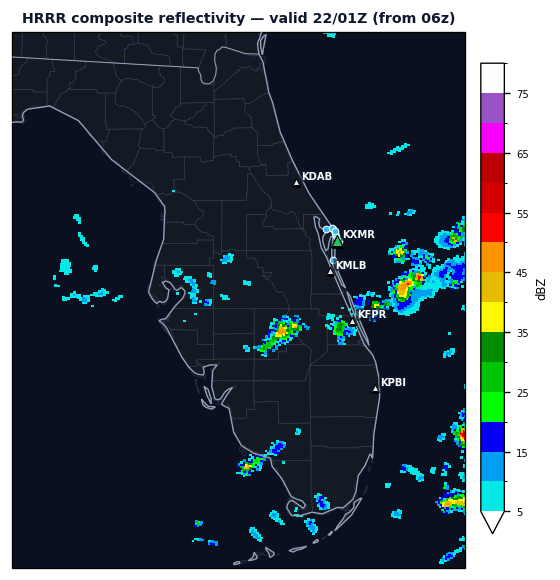 HRRR composite reflectivity — valid 22/01Z (from 06z)
KDAB
KXMR
KMLB
KFPR
KPBI
75
65
55
45
35
25
15
5
dBZ